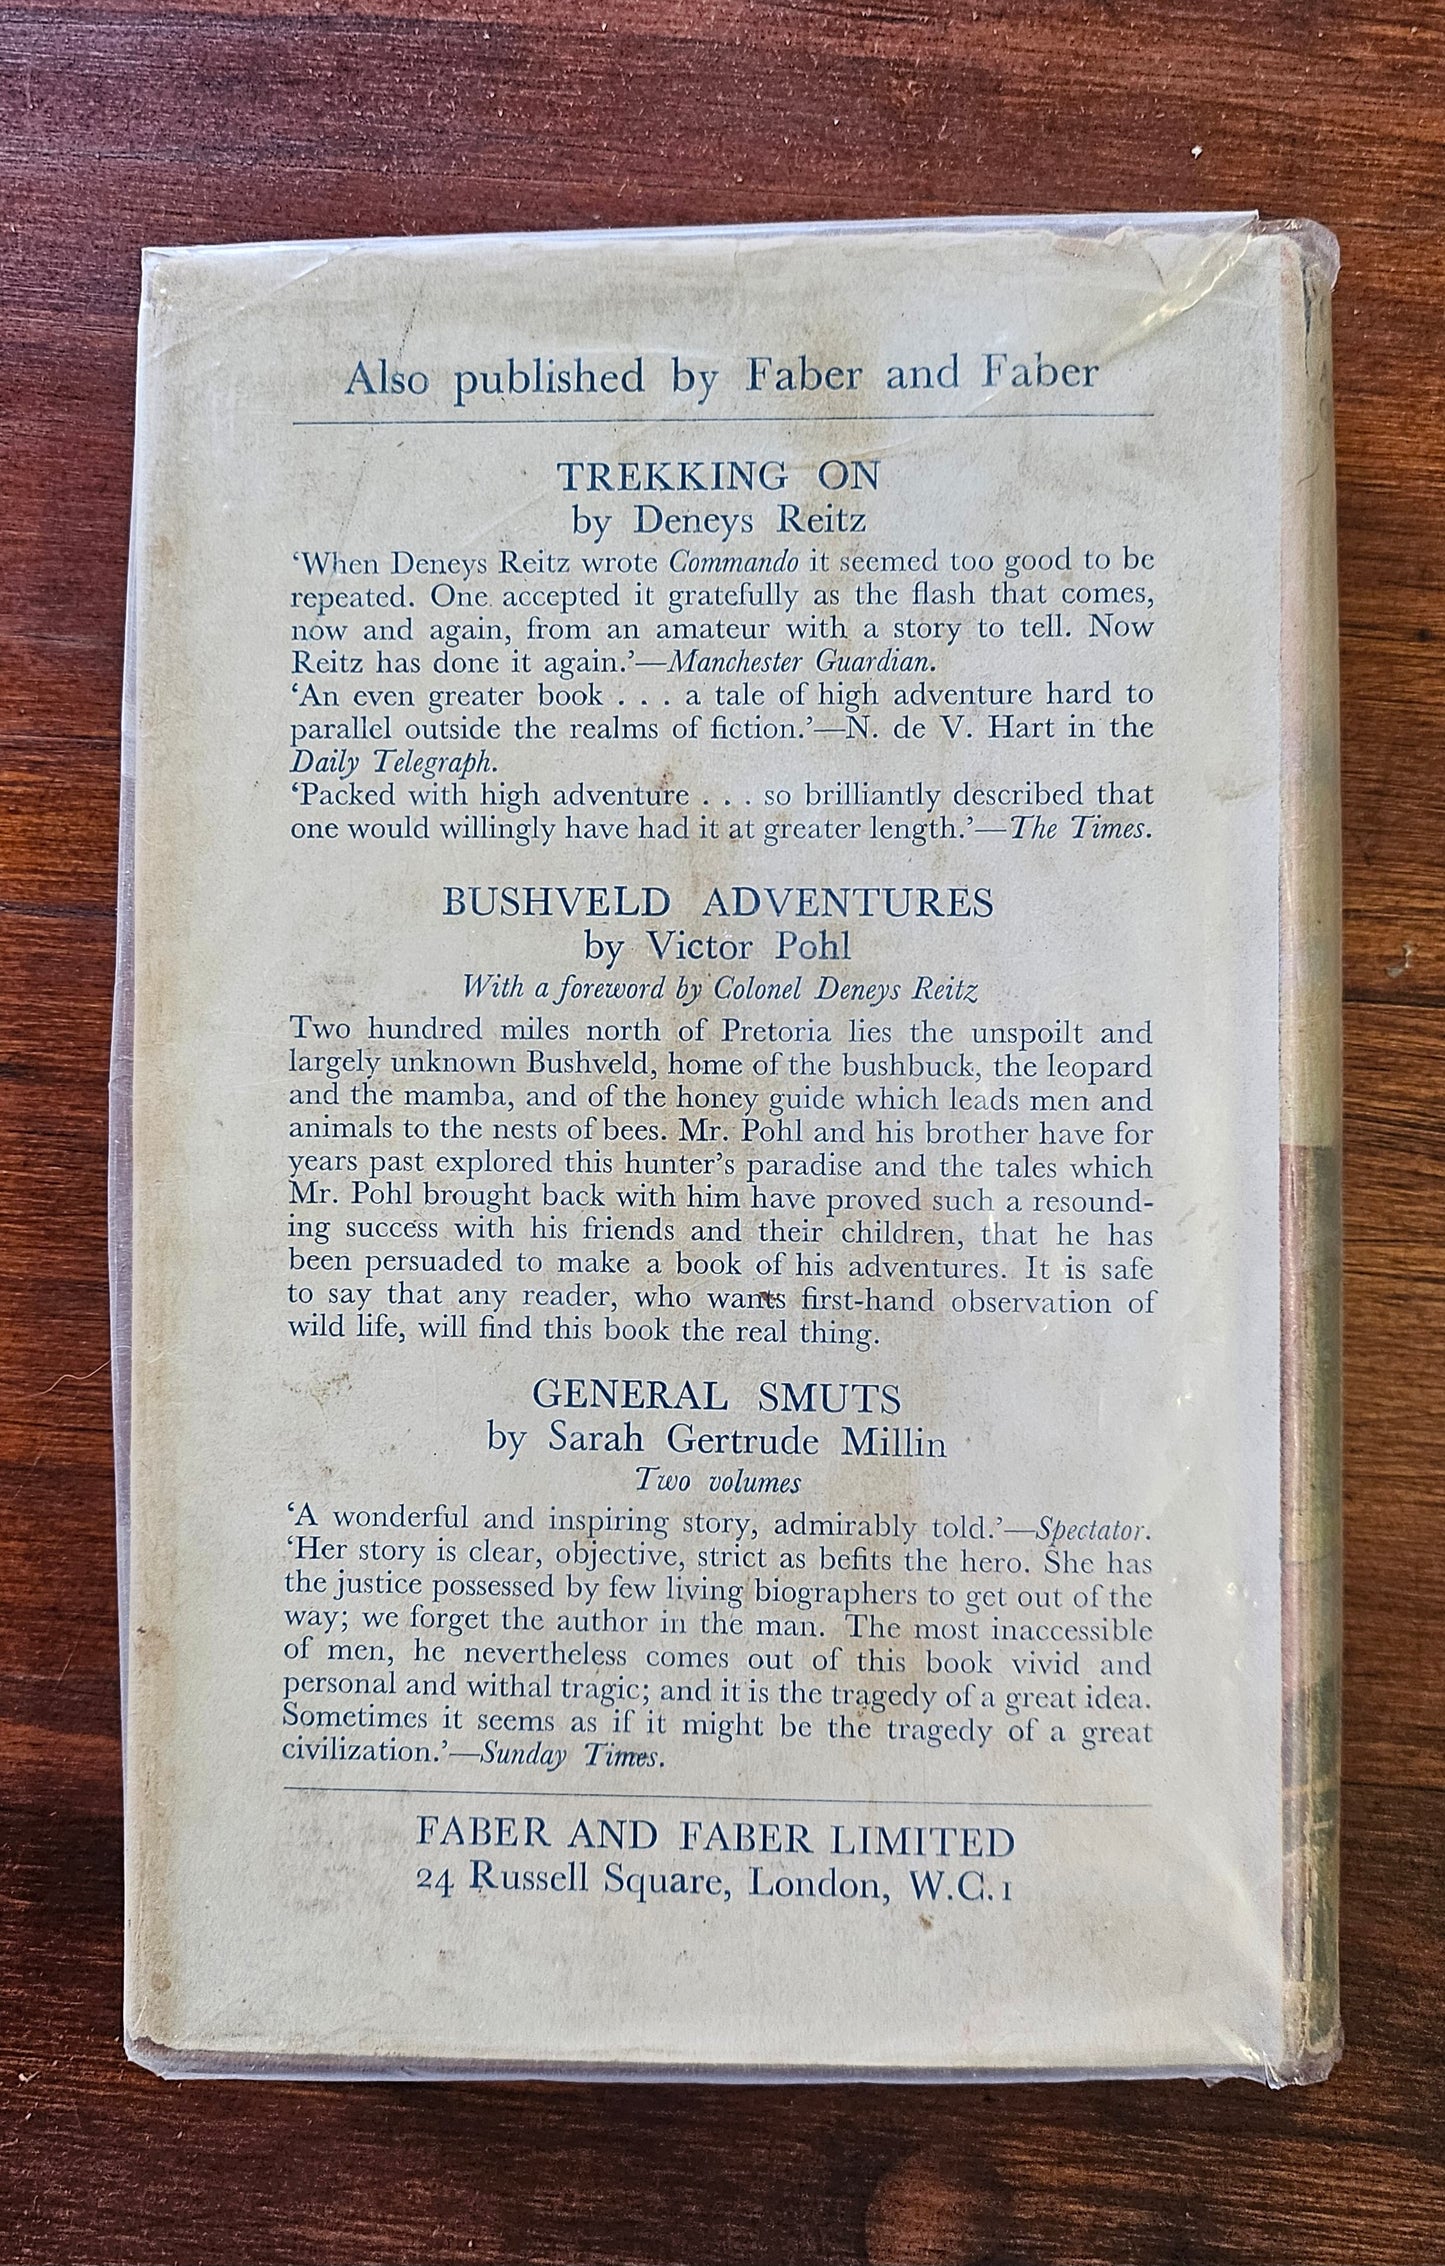 Also published by Faber and Faber
TREKKING ON
by Deneys Reitz
‘When Deneys Reitz wrote Commando it seemed too good to be
repeated. One accepted it gratefully as the flash that comes,
now and again, from an amateur with a story to tell. Now
Reitz has done it again.’—Manchester Guardian.
‘An even greater book . . . a tale of high adventure hard to
parallel outside the realms of fiction.’—N. de V. Hart in the
Daily Telegraph.
‘Packed with high adventure . . . so brilliantly described that
one would willingly have had it at greater length.’—The Times.
BUSHVELD ADVENTURES
by Victor Pohl
With a foreword by Colonel Deneys Reitz
Two hundred miles north of Pretoria lies the unspoilt and
largely unknown Bushveld, home of the bushbuck, the leopard
and the mamba, and of the honey guide which leads men and
animals to the nests of bees. Mr. Pohl and his brother have for
years past explored this hunter’s paradise and the tales which
Mr. Pohl brought back with him have proved such a resound-
ing success with his friends and their children, that he has
been persuaded to make a book of his adventures. It is safe
to say that any reader, who wants first-hand observation of
wild life, will find this book the real thing.
GENERAL SMUTS
by Sarah Gertrude Millin
Two volumes
‘A wonderful and inspiring story, admirably told.’—Spectator.
‘Her story is clear, objective, strict as befits the hero. She has
the justice possessed by few living biographers to get out of the
way; we forget the author in the man. The most inaccessible
of men, he nevertheless comes out of this book vivid and
personal and withal tragic; and it is the tragedy of a great idea.
Sometimes it seems as if it might be the tragedy of a great
civilization.’—Sunday Times.
FABER AND FABER LIMITED
24 Russell Square, London, W.C.1